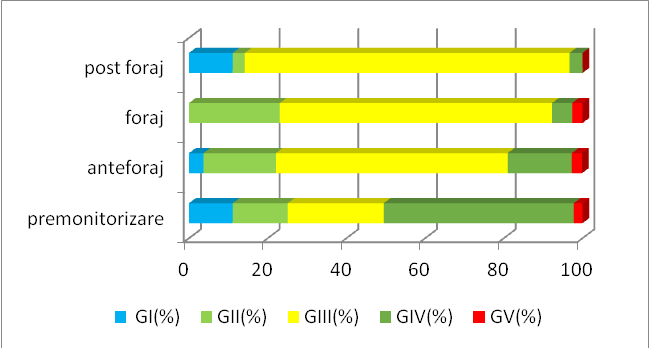 post foraj
foraj
anteforaj
premonitorizare
0 20 40 60 80 100
GI(%) GII(%) GIII(%) GIV(%) GV(%)